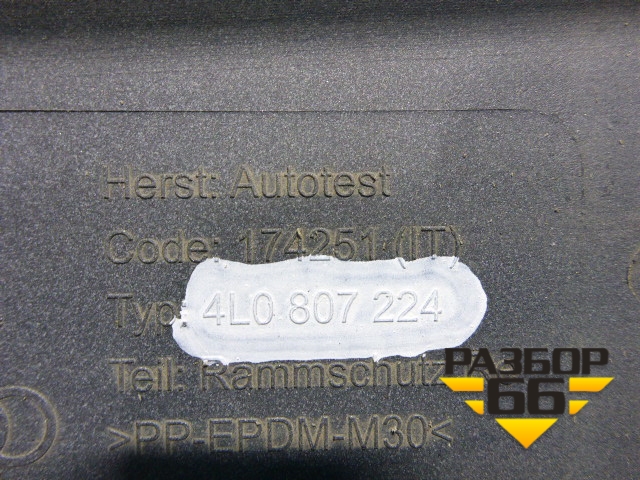 Herst: Autotest
Code: 174251 (IT)
Typ: 4L0 807 224
Teil: Rammschutz
>PP-EPDM-M30<
РАЗБОР
66